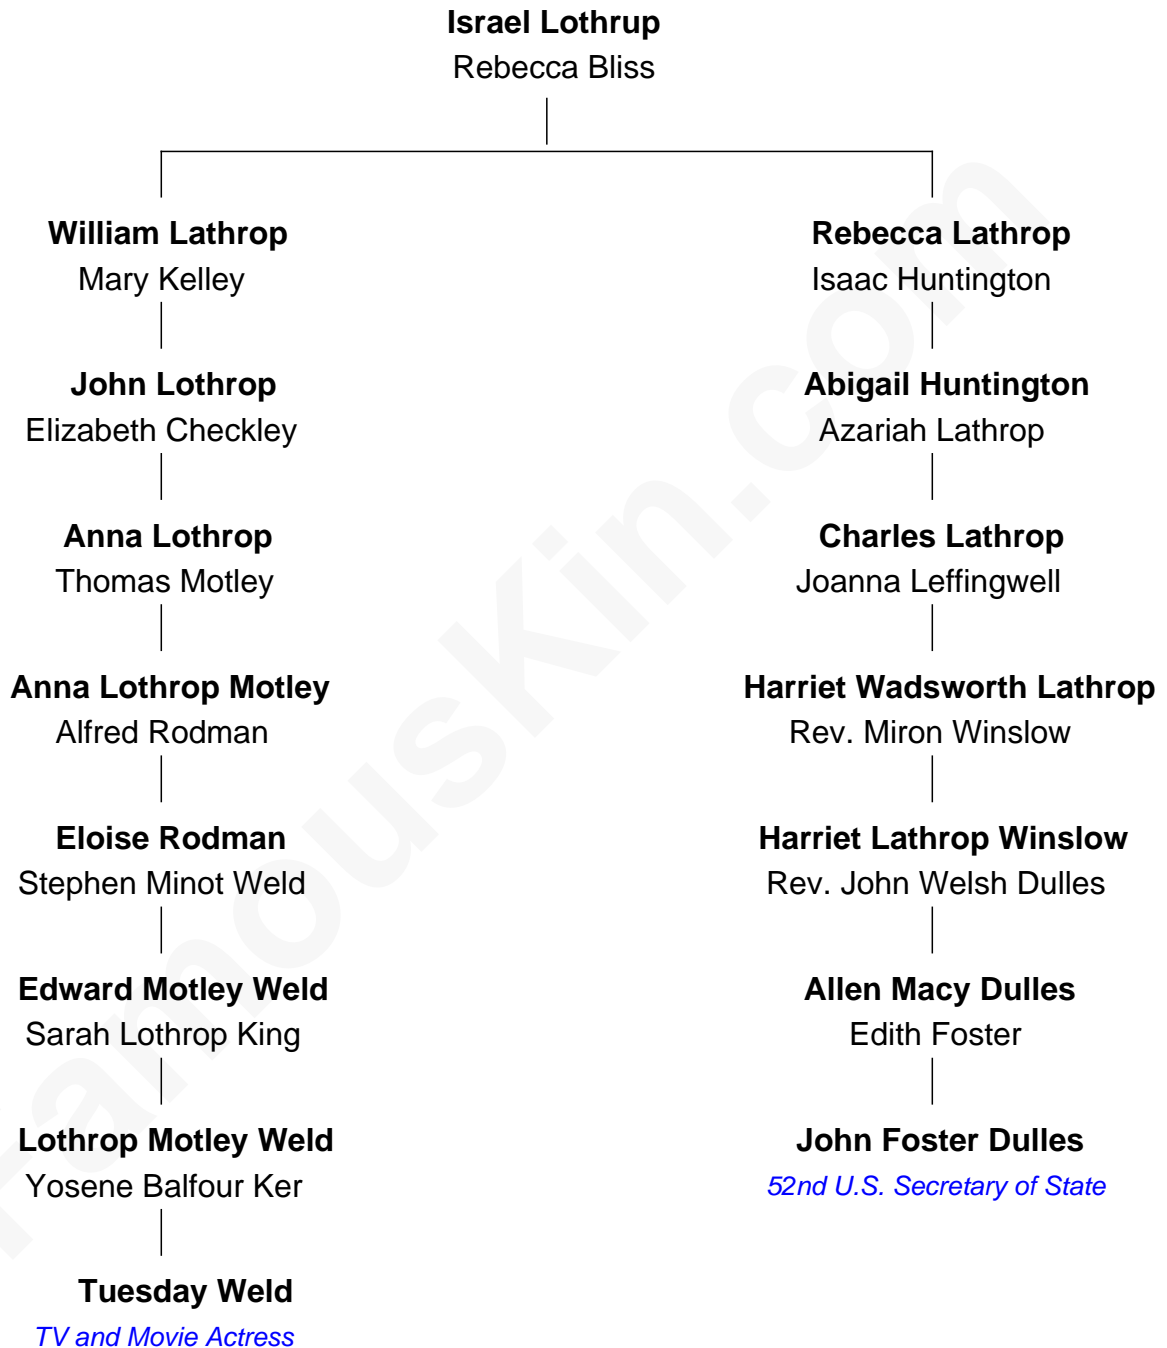 Israel Lothrup
Rebecca Bliss
William Lathrop
Mary Kelley
John Lothrop
Elizabeth Checkley
Anna Lothrop
Thomas Motley
Anna Lothrop Motley
Alfred Rodman
Eloise Rodman
Stephen Minot Weld
Edward Motley Weld
Sarah Lothrop King
Lothrop Motley Weld
Yosene Balfour Ker
Tuesday Weld
TV and Movie Actress
Rebecca Lathrop
Isaac Huntington
Abigail Huntington
Azariah Lathrop
Charles Lathrop
Joanna Leffingwell
Harriet Wadsworth Lathrop
Rev. Miron Winslow
Harriet Lathrop Winslow
Rev. John Welsh Dulles
Allen Macy Dulles
Edith Foster
John Foster Dulles
52nd U.S. Secretary of State
FamousKin.com